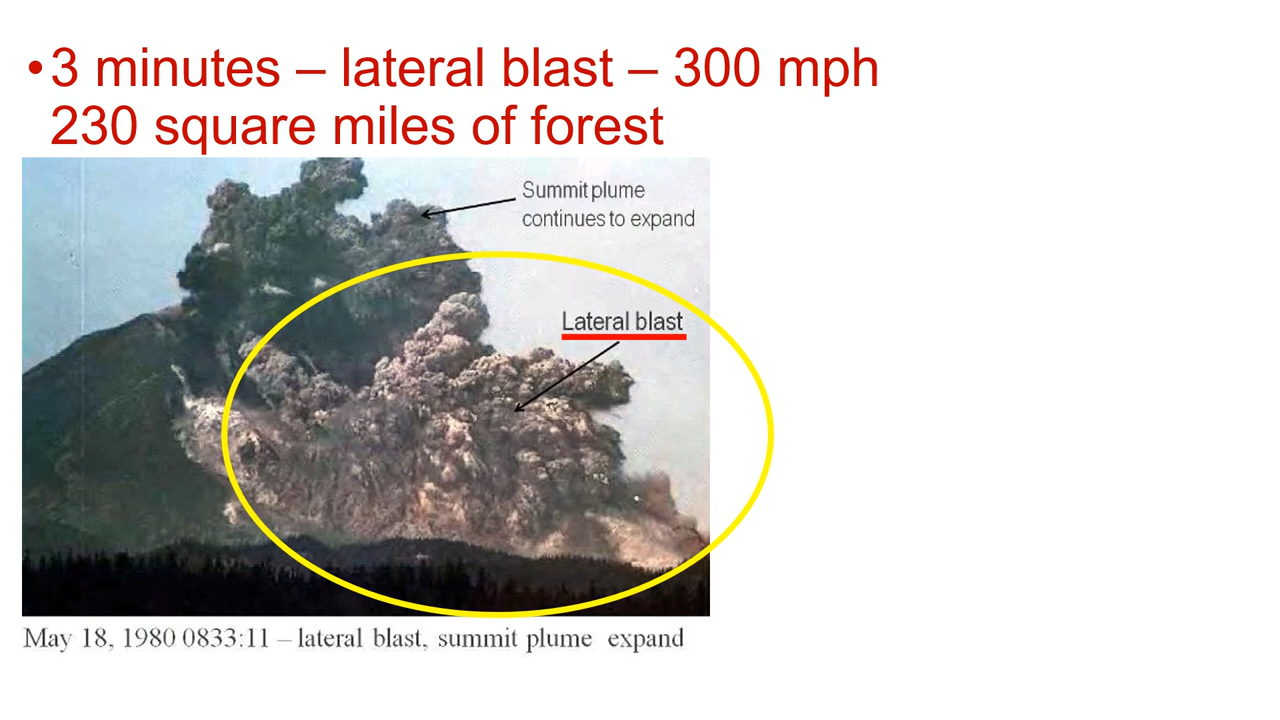 •3 minutes – lateral blast – 300 mph
230 square miles of forest
Summit plume
continues to expand
Lateral blast
May 18, 1980 0833:11 – lateral blast, summit plume expand